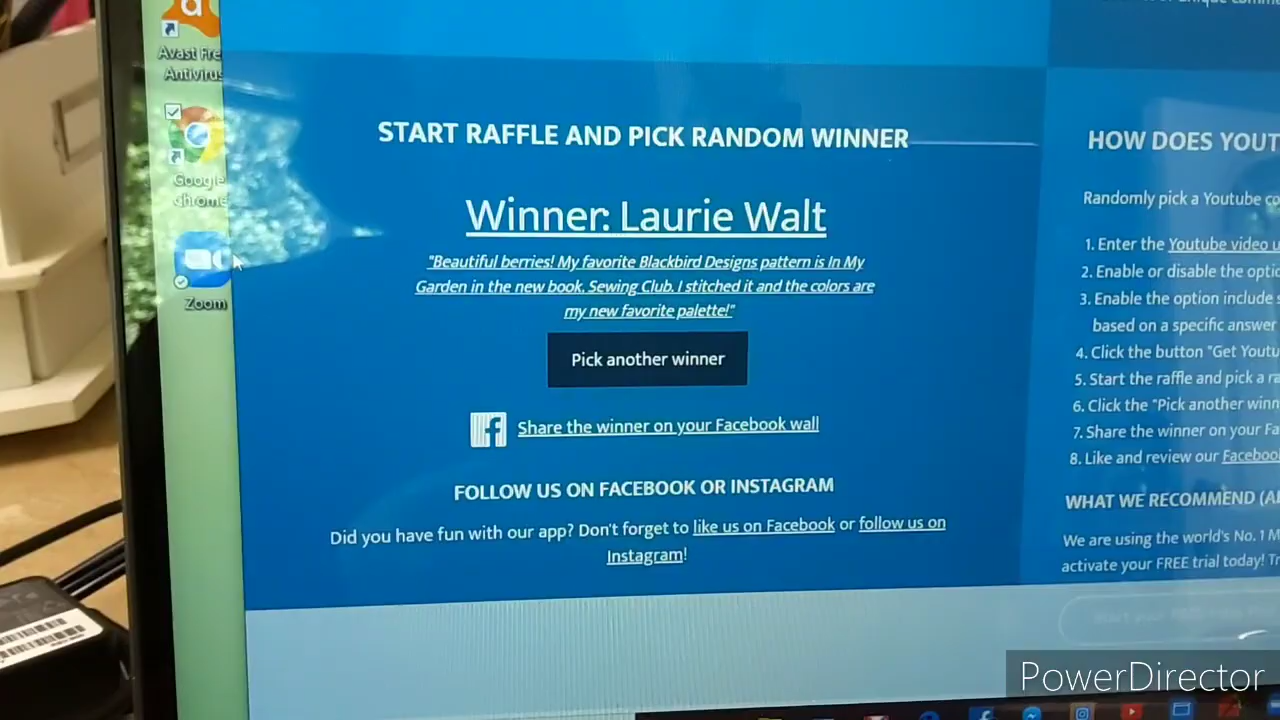 Avast Fre
Antivirus
Google
Chrome
Zoom
START RAFFLE AND PICK RANDOM WINNER
Winner: Laurie Walt
"Beautiful berries! My favorite Blackbird Designs pattern is In My
Garden in the new book. Sewing Club. I stitched it and the colors are
my new favorite palette!"
Pick another winner
Share the winner on your Facebook wall
FOLLOW US ON FACEBOOK OR INSTAGRAM
Did you have fun with our app? Don't forget to like us on Facebook or follow us on
Instagram!
HOW DOES YOUT
Randomly pick a Youtube co
1. Enter the Youtube video u
2. Enable or disable the optio
3. Enable the option include s
based on a specific answer
4. Click the button "Get Youtu
5. Start the raffle and pick a ra
6. Click the "Pick another winn
7. Share the winner on your Fa
8. Like and review our Faceboo
WHAT WE RECOMMEND (A
We are using the world's No. 1 M
activate your FREE trial today! Tr
PowerDirector